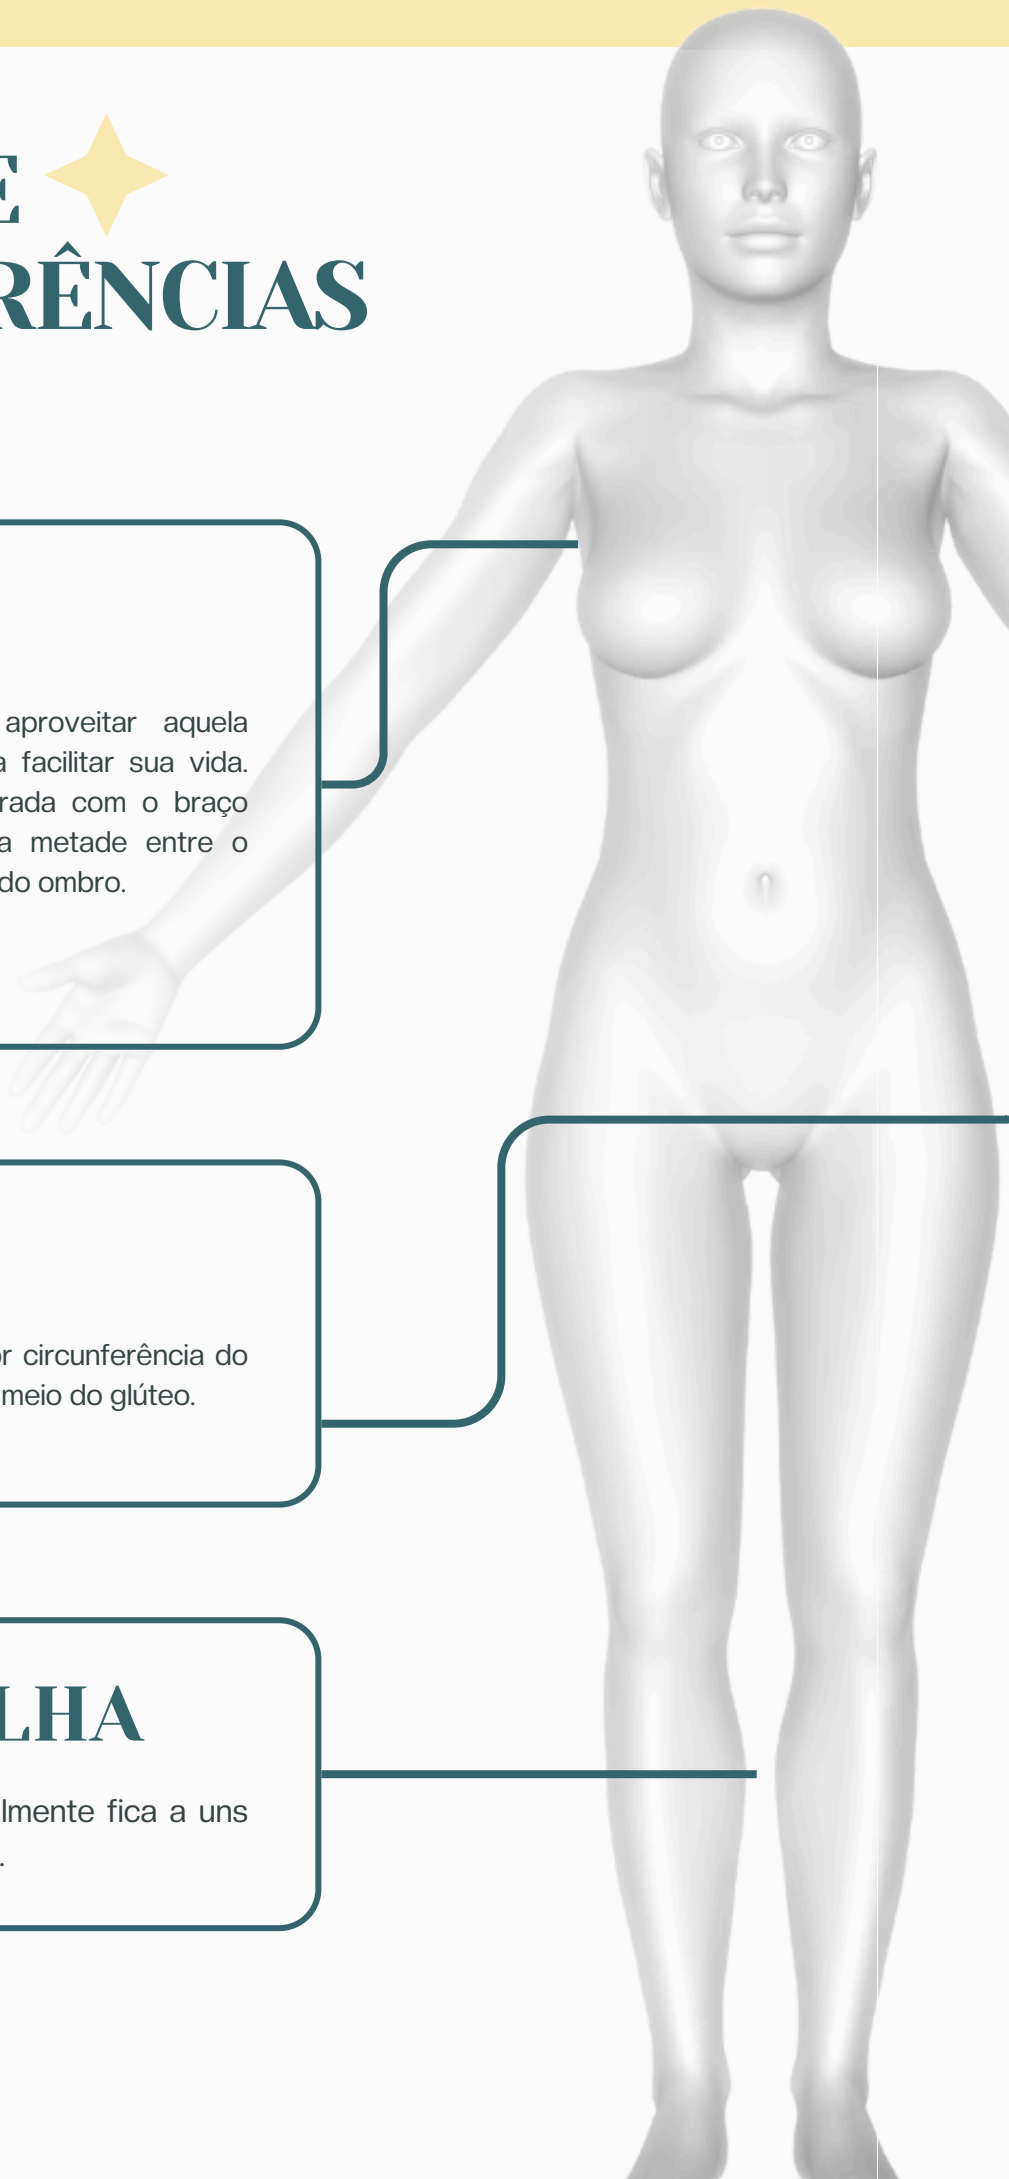 E
RÊNCIAS
aproveitar aquela
a facilitar sua vida.
rada com o braço
a metade entre o
do ombro.
r circunferência do
meio do glúteo.
LHA
lmente fica a uns
.